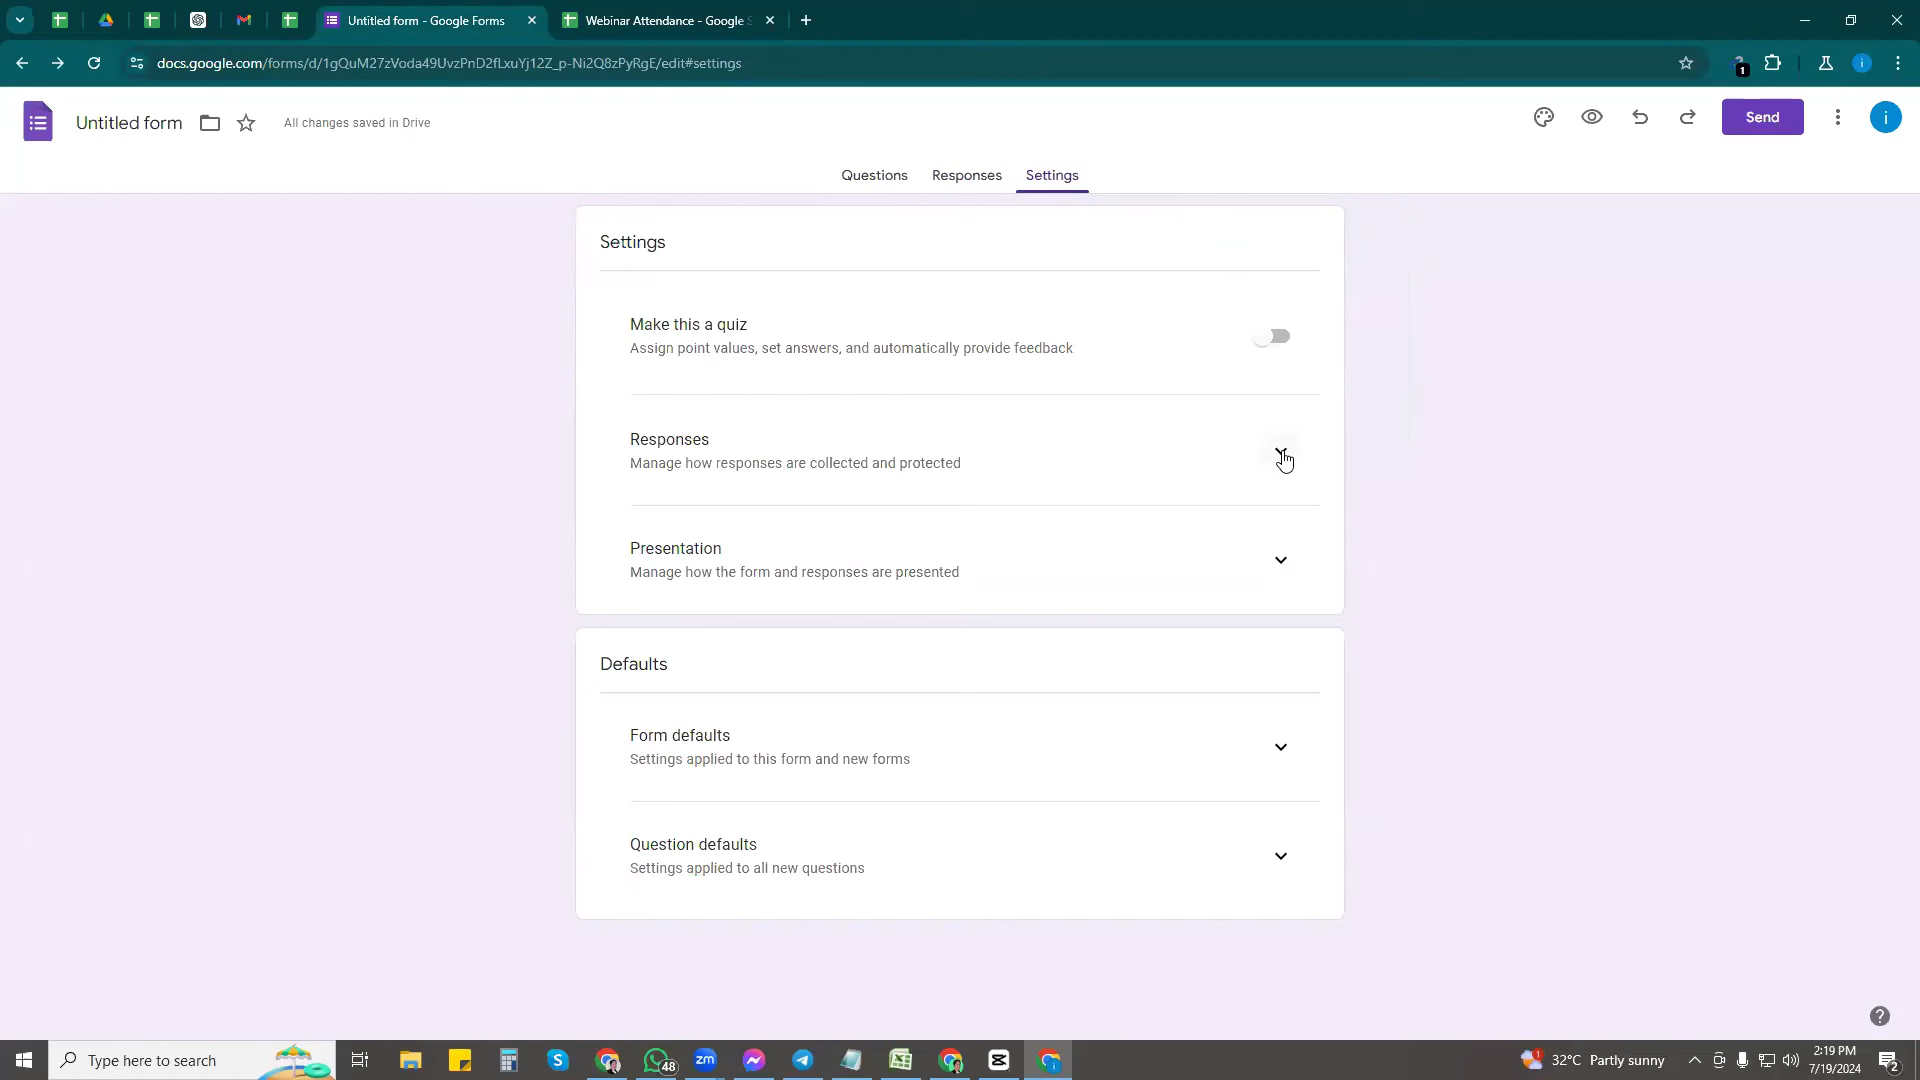 Untitled form - Google Forms
Webinar Attendance - Google S
docs.google.com/forms/d/1gQuM27zVoda49UvzPnD2fLxuYj12Z_p-Ni2Q8zPyRgE/edit#settings
1
i
Untitled form
All changes saved in Drive
Send
i
Questions
Responses
Settings
Settings
Make this a quiz
Assign point values, set answers, and automatically provide feedback
Responses
Manage how responses are collected and protected
Presentation
Manage how the form and responses are presented
Defaults
Form defaults
Settings applied to this form and new forms
Question defaults
Settings applied to all new questions
Type here to search
48
zm
1
32°C Partly sunny
2:19 PM
7/19/2024
2